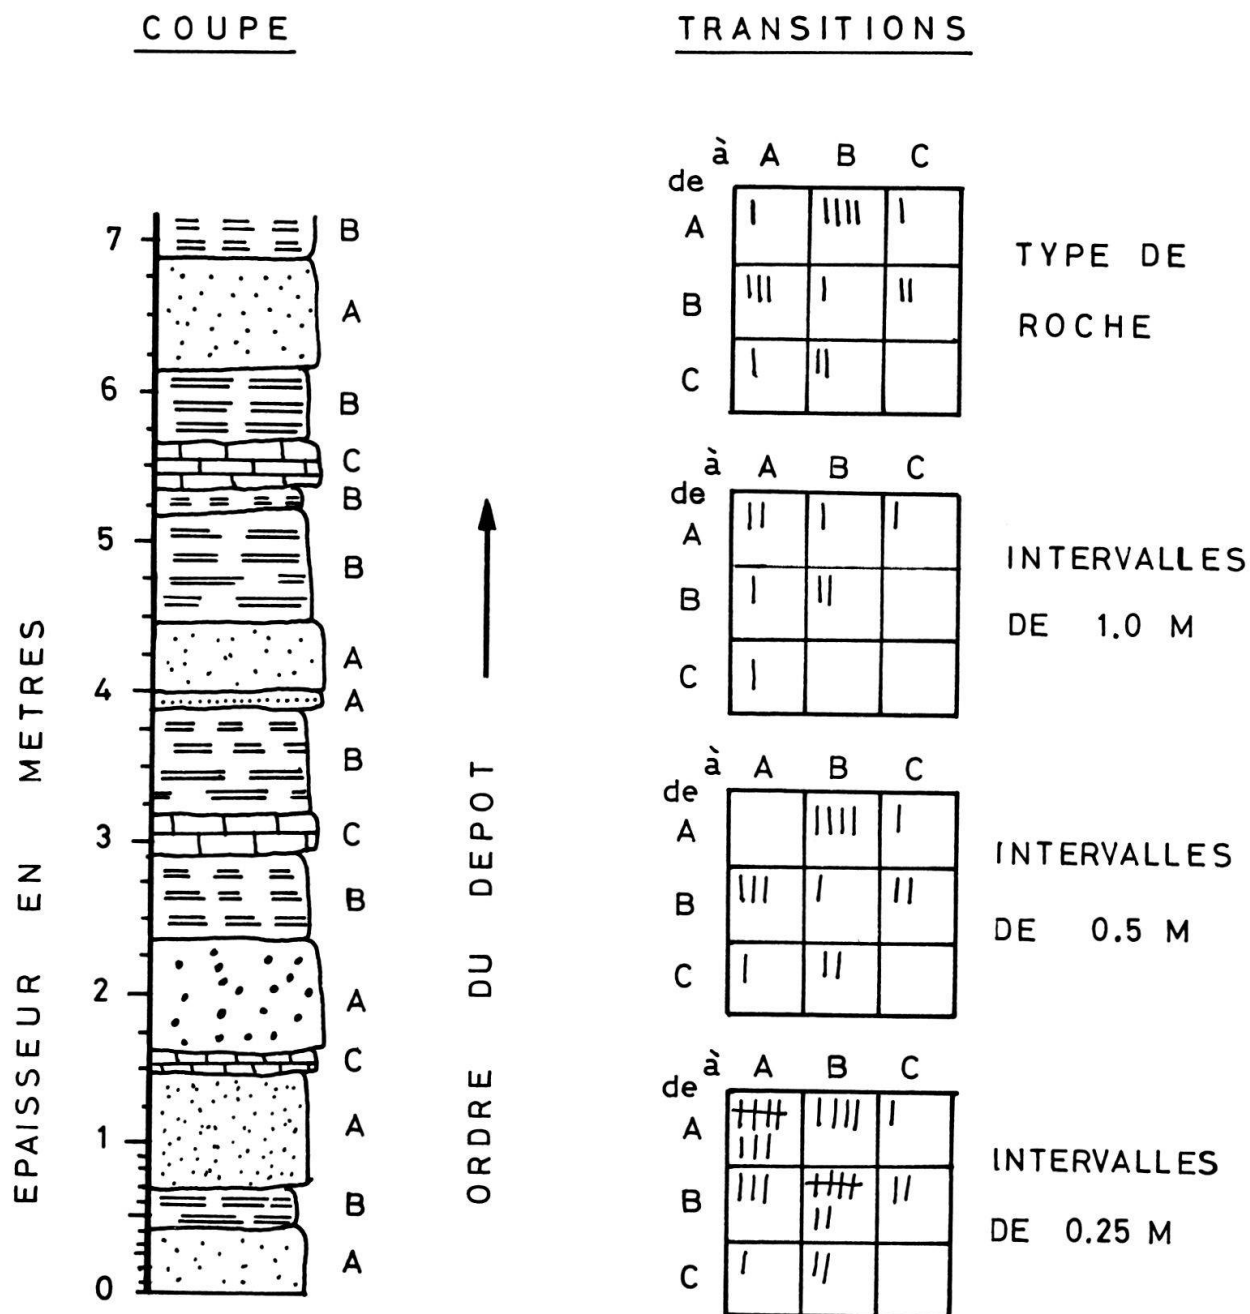 COUPE
TRANSITIONS
EPAISSEUR EN METRES
7
6
5
4
3
2
1
0
B
A
B
C
B
B
A
A
B
C
B
A
C
A
B
A
ORDRE DU DEPOT
à A B C
de
A
B
C
TYPE DE
ROCHE
à A B C
de
A
B
C
INTERVALLES
DE 1.0 M
à A B C
de
A
B
C
INTERVALLES
DE 0.5 M
à A B C
de
A
B
C
INTERVALLES
DE 0.25 M